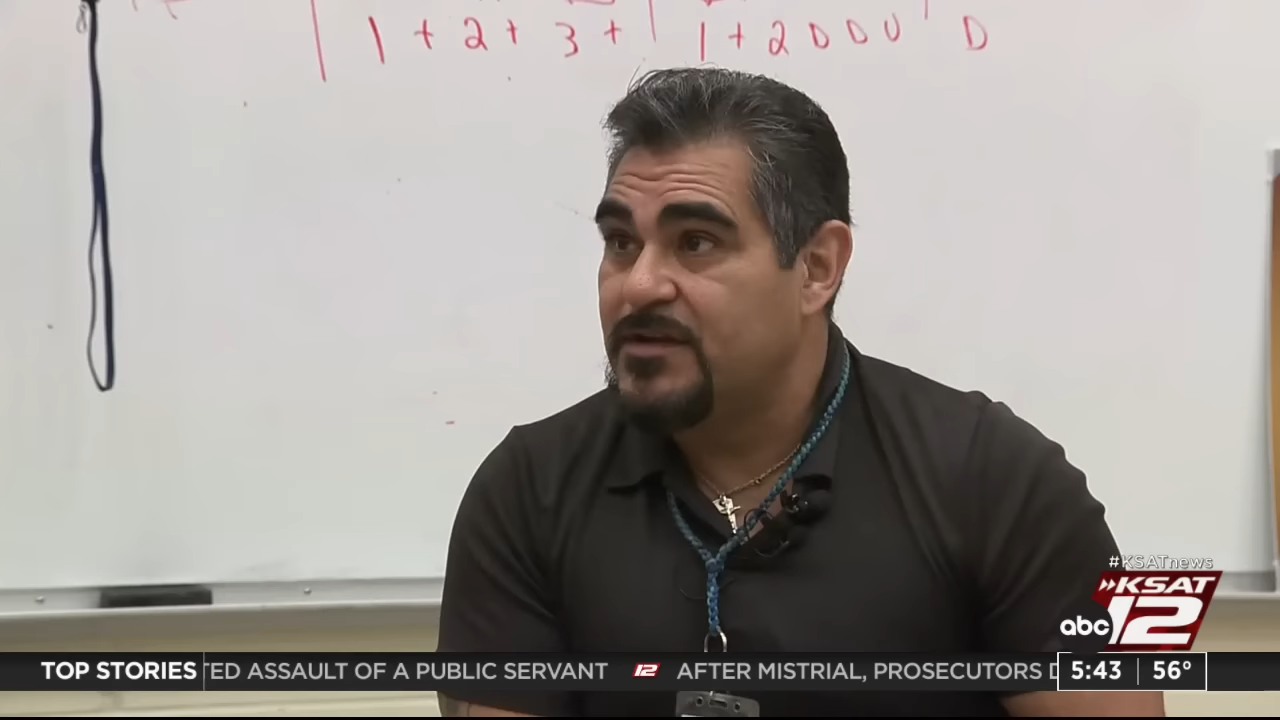 1 + 2 + 3 + 1 + 2 D D U D
#KSATnews
KSAT
abc 12
TOP STORIES TED ASSAULT OF A PUBLIC SERVANT 12 AFTER MISTRIAL, PROSECUTORS 5:43 56°